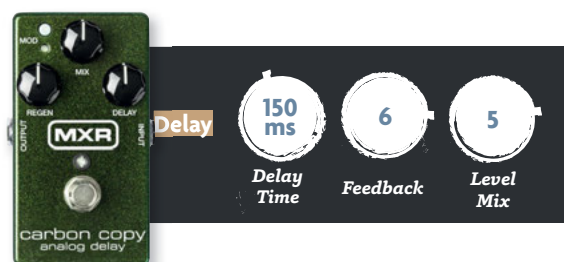 MOD
MIX
REGEN
DELAY
OUTPUT
INPUT
MXR
carbon copy
analog delay
Delay
150
ms
6
5
Delay
Time
Feedback
Level
Mix